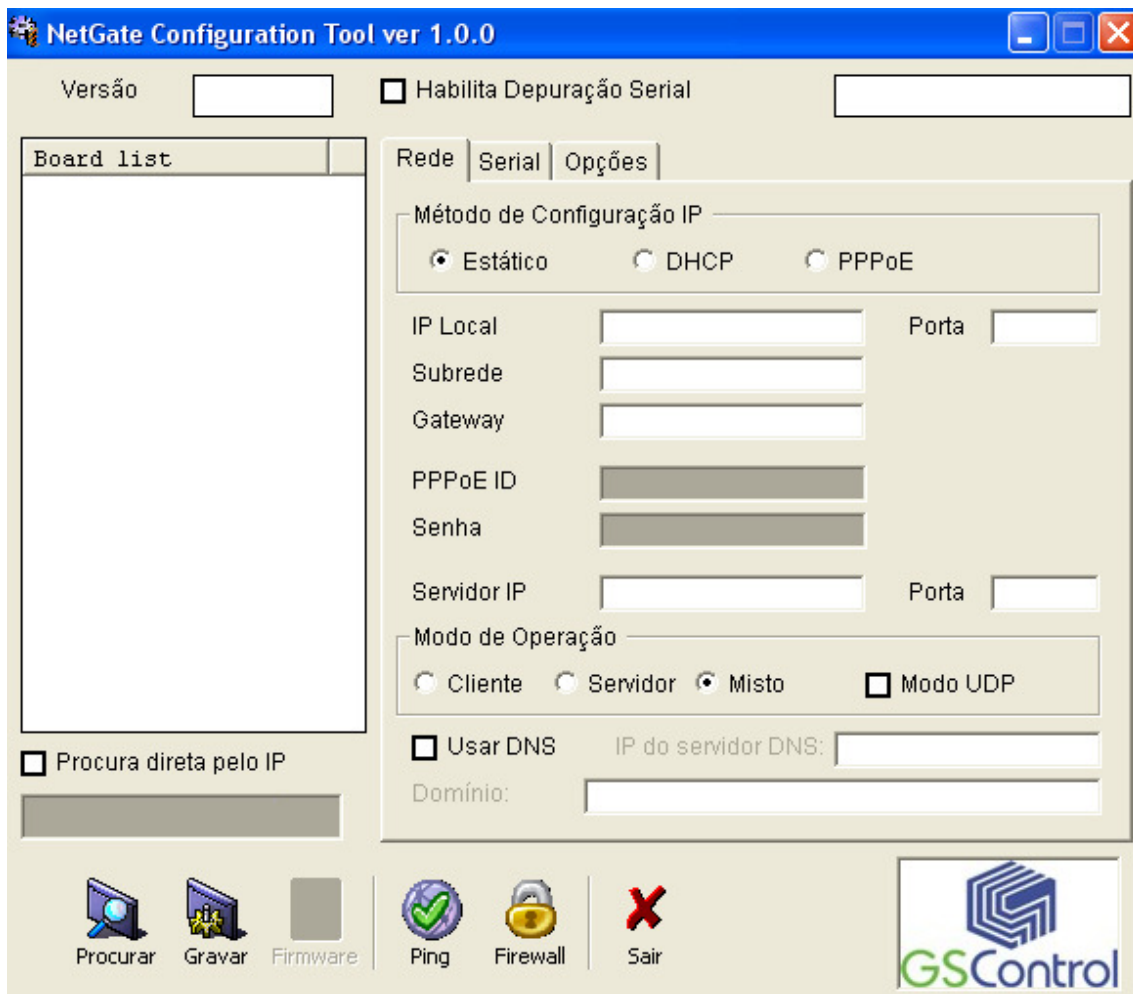 NetGate Configuration Tool ver 1.0.0
Versão
Habilita Depuração Serial
Board list
Rede Serial Opções
Método de Configuração IP
Estático DHCP PPPoE
IP Local Porta
Subrede
Gateway
PPPoE ID
Senha
Servidor IP Porta
Modo de Operação
Cliente Servidor Misto Modo UDP
Usar DNS IP do servidor DNS:
Domínio:
Procura direta pelo IP
Procurar Gravar Firmware Ping Firewall Sair
GSControl